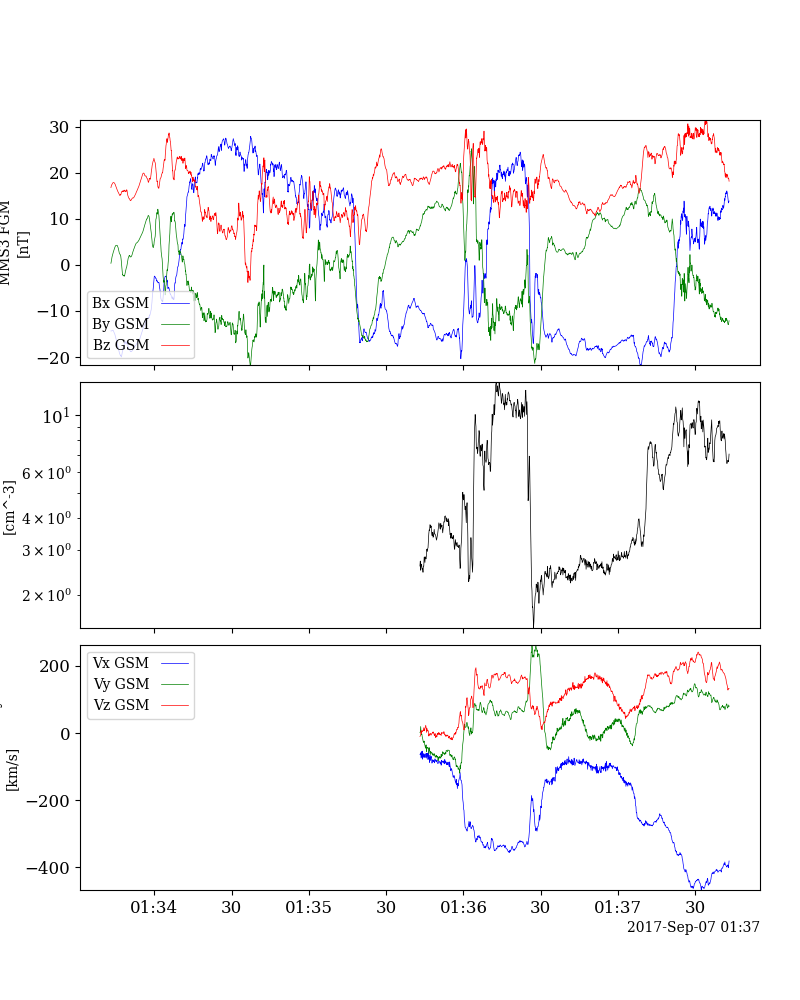 MMS3 FGM
[nT]
30
20
10
0
−10
−20
Bx GSM
By GSM
Bz GSM
[cm^-3]
10¹
6 × 10⁰
4 × 10⁰
3 × 10⁰
2 × 10⁰
[km/s]
200
0
−200
−400
Vx GSM
Vy GSM
Vz GSM
01:34 30 01:35 30 01:36 30 01:37 30
2017-Sep-07 01:37